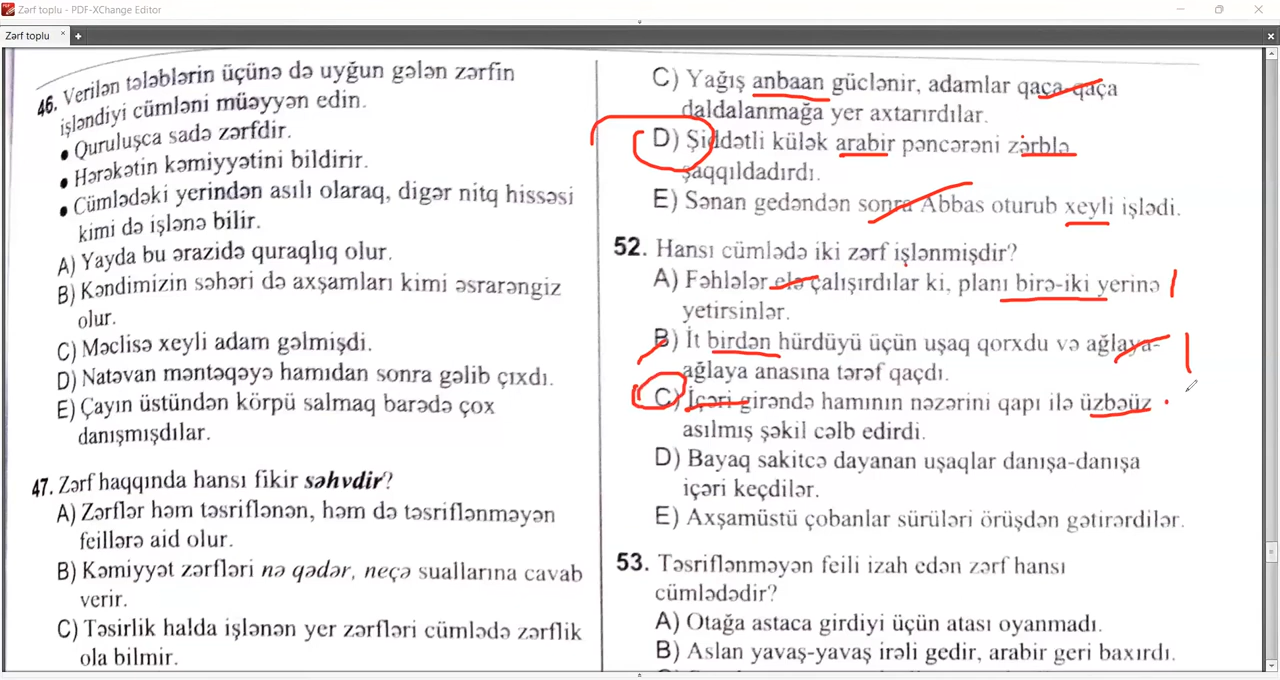 Zərf toplu - PDF-XChange Editor
Zərf toplu
46. Verilən tələblərin üçünə də uyğun gələn zərfin
işləndiyi cümləni müəyyən edin.
• Quruluşca sadə zərfdir.
• Hərəkətin kəmiyyətini bildirir.
• Cümlədəki yerindən asılı olaraq, digər nitq hissəsi
kimi də işlənə bilir.
A) Yayda bu ərazidə quraqlıq olur.
B) Kəndimizin səhəri də axşamları kimi əsrarəngiz
olur.
C) Məclisə xeyli adam gəlmişdi.
D) Natəvan məntəqəyə hamıdan sonra gəlib çıxdı.
E) Çayın üstündən körpü salmaq barədə çox
danışmışdılar.
47. Zərf haqqında hansı fikir səhvdir?
A) Zərflər həm təsriflənən, həm də təsriflənməyən
feillərə aid olur.
B) Kəmiyyət zərfləri nə qədər, neçə suallarına cavab
verir.
C) Təsirlik halda işlənən yer zərfləri cümlədə zərflik
ola bilmir.
C) Yağış anbaan güclənir, adamlar qaça-qaça
daldalanmağa yer axtarırdılar.
D) Şiddətli külək arabir pəncərəni zərblə
şaqqıldadırdı.
E) Sənan gedəndən sonra Abbas oturub xeyli işlədi.
52. Hansı cümlədə iki zərf işlənmişdir?
A) Fəhlələr elə çalışırdılar ki, planı birə-iki yerinə
yetirsinlər.
B) İt birdən hürdüyü üçün uşaq qorxdu və ağlaya-
ağlaya anasına tərəf qaçdı.
C) İçəri girəndə hamının nəzərini qapı ilə üzbəüz
asılmış şəkil cəlb edirdi.
D) Bayaq sakitcə dayanan uşaqlar danışa-danışa
içəri keçdilər.
E) Axşamüstü çobanlar sürüləri örüşdən gətirərdilər.
53. Təsriflənməyən feili izah edən zərf hansı
cümlədədir?
A) Otağa astaca girdiyi üçün atası oyanmadı.
B) Aslan yavaş-yavaş irəli gedir, arabir geri baxırdı.